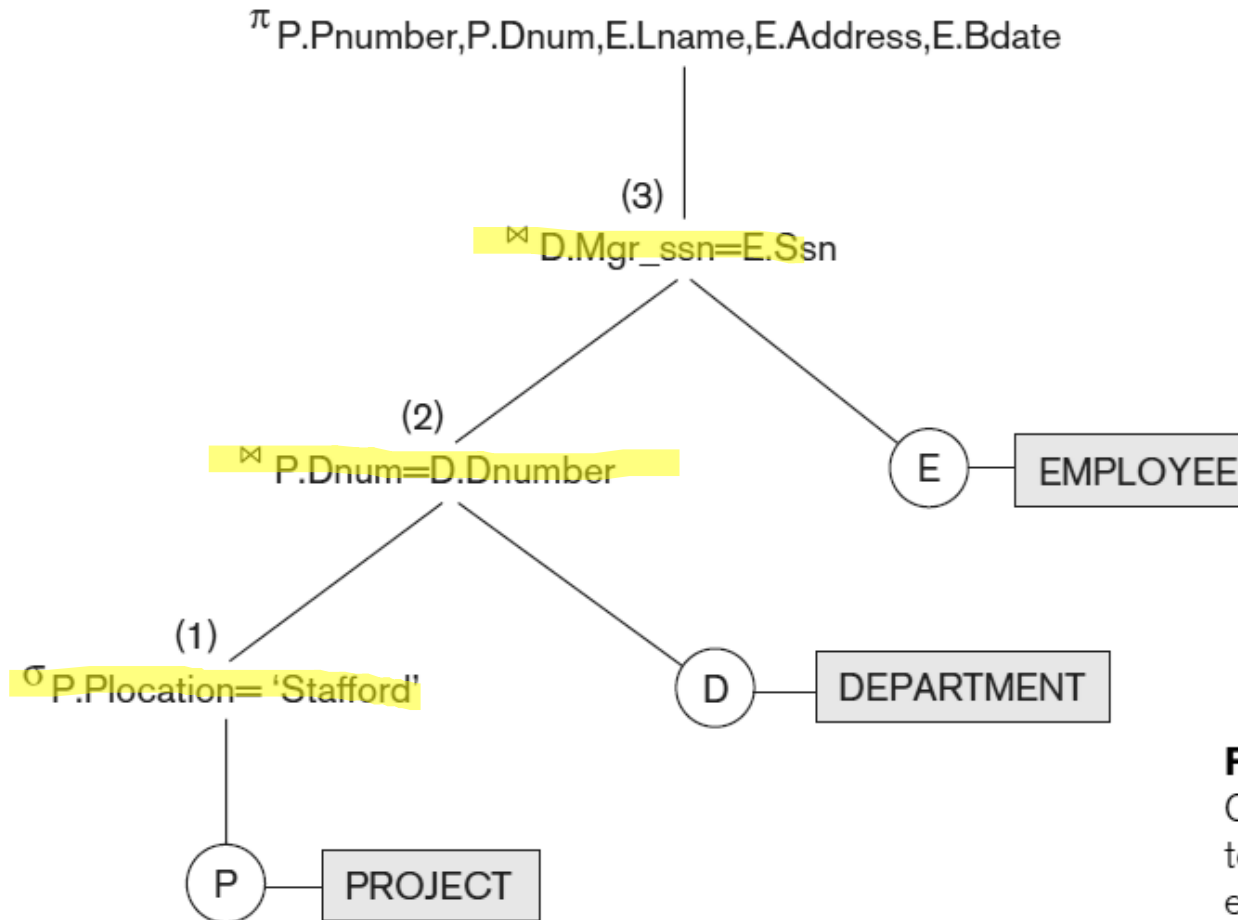 π P.Pnumber,P.Dnum,E.Lname,E.Address,E.Bdate
(3)
⋈ D.Mgr_ssn=E.Ssn
(2)
⋈ P.Dnum=D.Dnumber
E
EMPLOYEE
(1)
σ P.Plocation= ‘Stafford’
D
DEPARTMENT
P
PROJECT